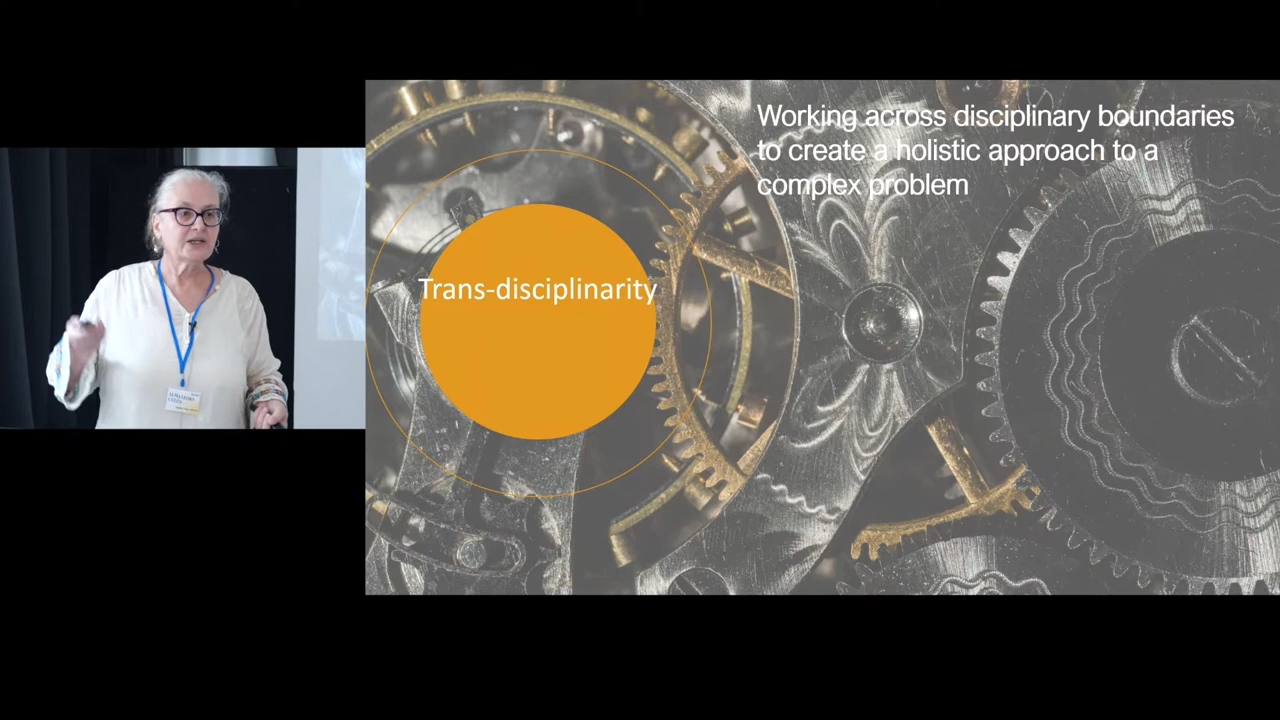 Working across disciplinary boundaries
to create a holistic approach to a
complex problem
Trans-disciplinarity